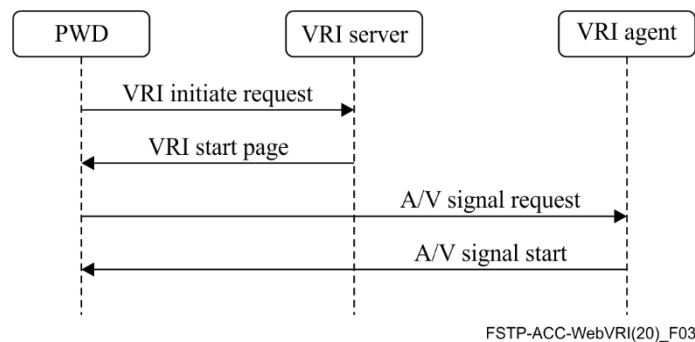 PWD
VRI server
VRI agent
VRI initiate request
VRI start page
A/V signal request
A/V signal start
FSTP-ACC-WebVRI(20)_F03